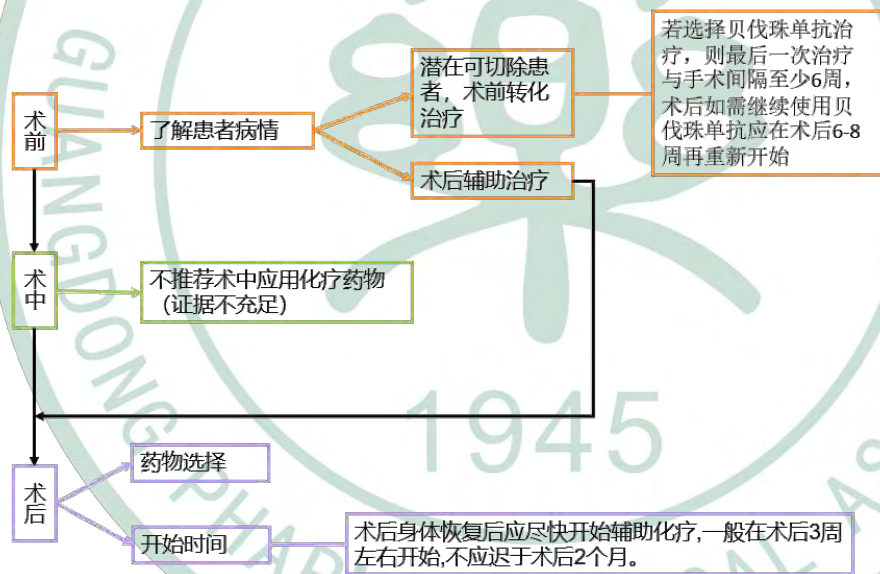 若选择贝伐珠单抗治
疗，则最后一次治疗
与手术间隔至少6周，
术后如需继续使用贝
伐珠单抗应在术后6-8
周再重新开始
潜在可切除患
者，术前转化
治疗
术
前
了解患者病情
术后辅助治疗
术
中
不推荐术中应用化疗药物
（证据不充足）
术
后
药物选择
开始时间
术后身体恢复后应尽快开始辅助化疗,一般在术后3周
左右开始,不应迟于术后2个月。
GUANGDONG PHAR
1945
AL AS